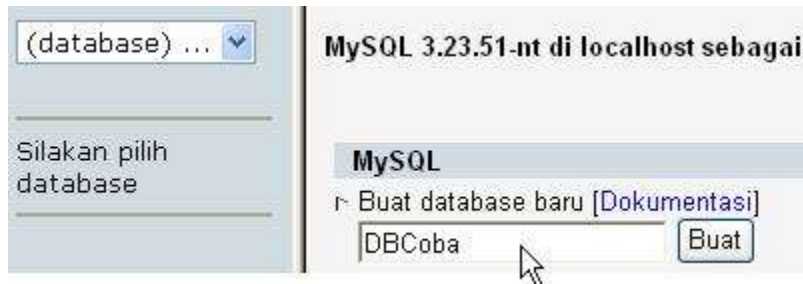 (database) ...
Silakan pilih
database
MySQL 3.23.51-nt di localhost sebagai
MySQL
Buat database baru [Dokumentasi]
DBCoba
Buat